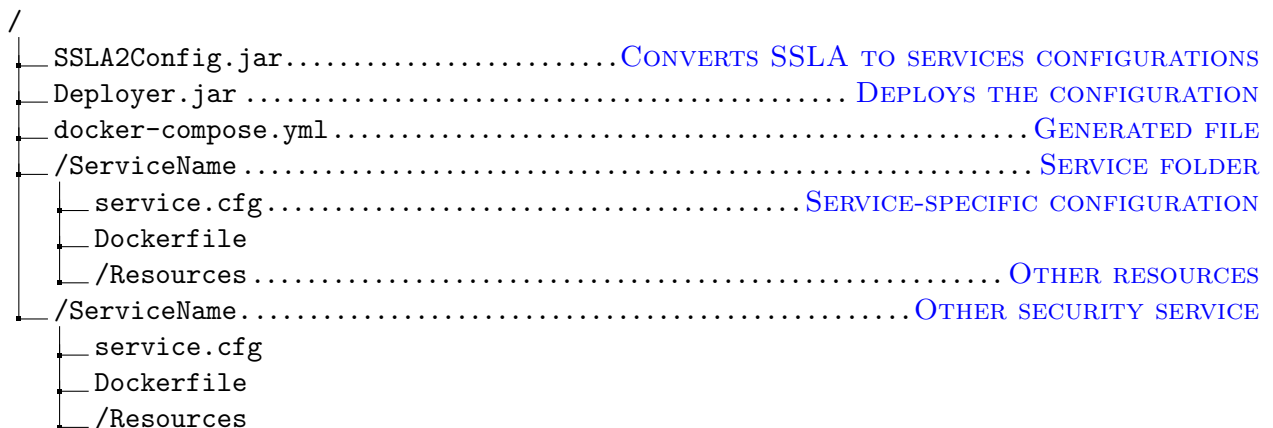 /
SSLA2Config.jar.........................Converts SSLA to services configurations
Deployer.jar.............................................Deploys the configuration
docker-compose.yml....................................................Generated file
/ServiceName...........................................................Service folder
service.cfg........................................Service-specific configuration
Dockerfile
/Resources........................................................Other resources
/ServiceName..................................................Other security service
service.cfg
Dockerfile
/Resources